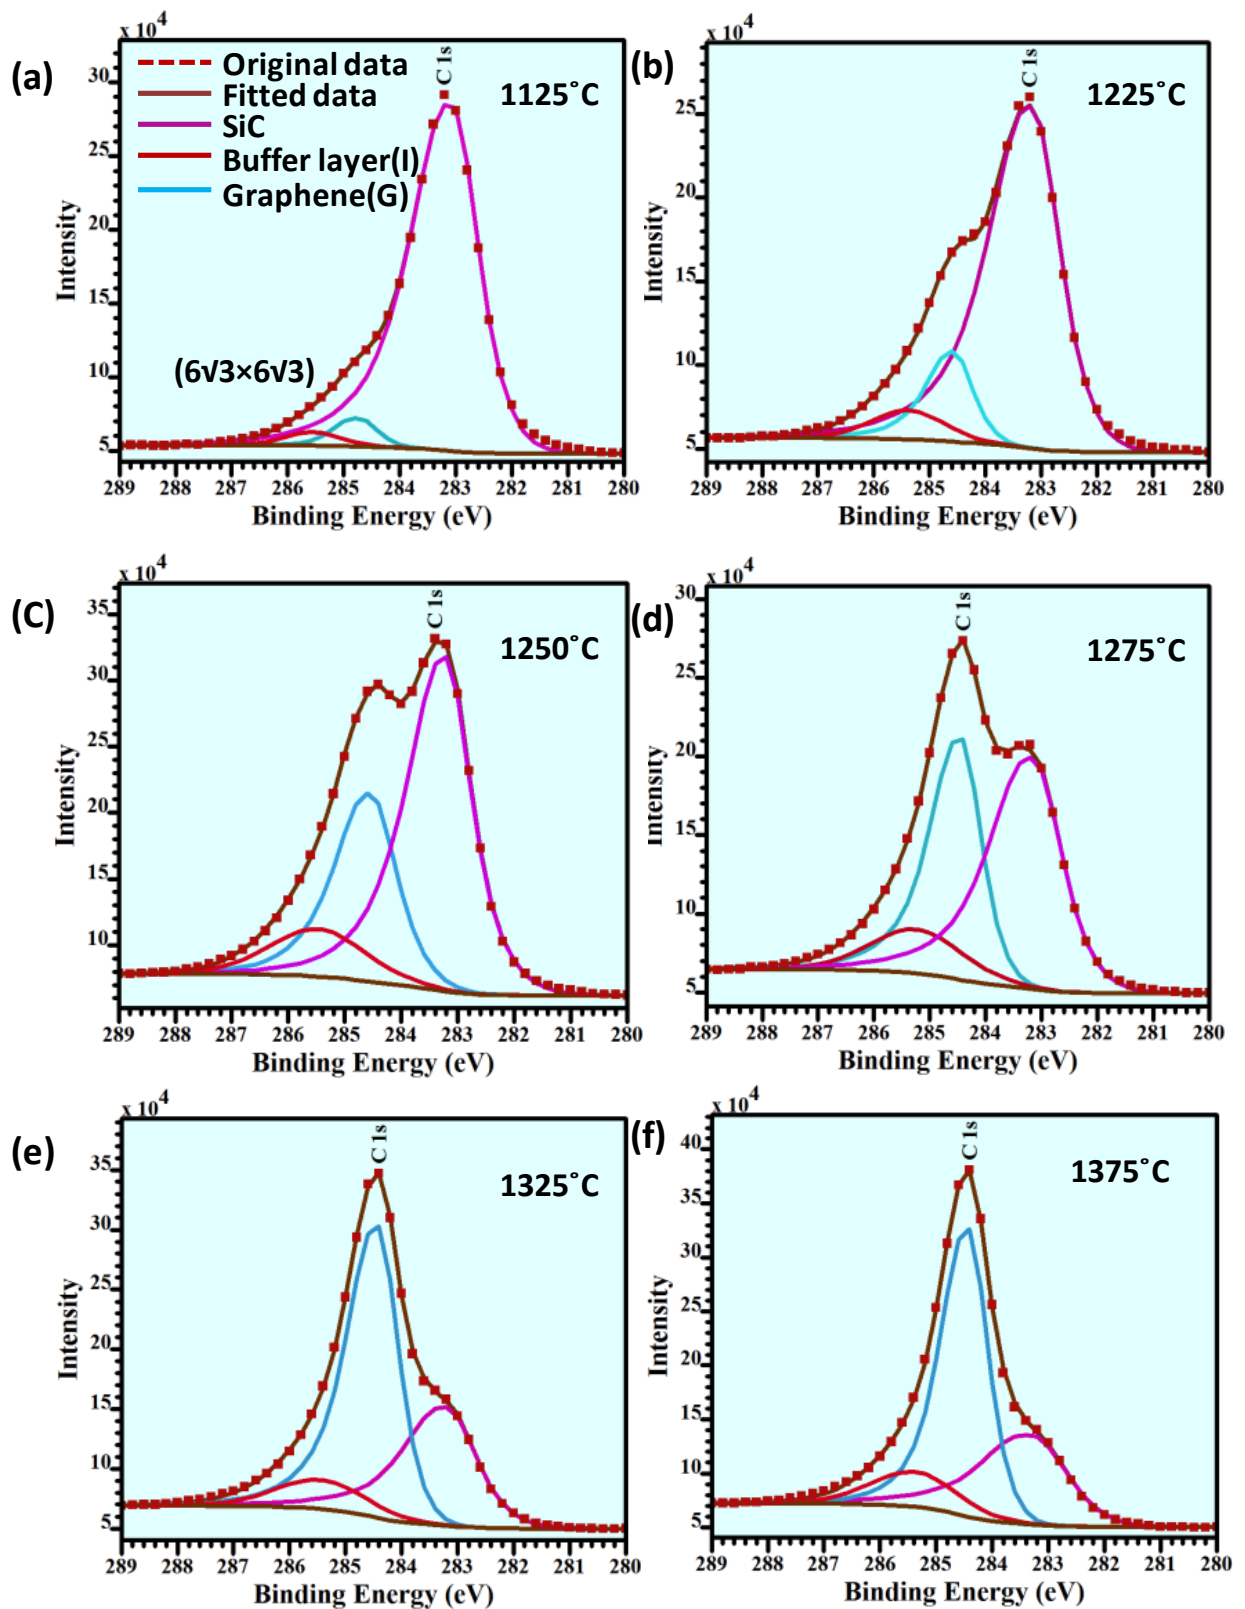 (a)
x 10⁴
C 1s
1125˚C
Original data
Fitted data
SiC
Buffer layer(I)
Graphene(G)
(6√3×6√3)
30
25
20
15
10
5
Intensity
289 288 287 286 285 284 283 282 281 280
Binding Energy (eV)
(b)
x 10⁴
C 1s
1225˚C
25
20
15
10
5
Intensity
289 288 287 286 285 284 283 282 281 280
Binding Energy (eV)
(C)
x 10⁴
C 1s
1250˚C
35
30
25
20
15
10
Intensity
289 288 287 286 285 284 283 282 281 280
Binding Energy (eV)
(d)
x 10⁴
C 1s
1275˚C
30
25
20
15
10
5
Intensity
289 288 287 286 285 284 283 282 281 280
Binding Energy (eV)
(e)
x 10⁴
C 1s
1325˚C
35
30
25
20
15
10
5
Intensity
289 288 287 286 285 284 283 282 281 280
Binding Energy (eV)
(f)
x 10⁴
C 1s
1375˚C
40
35
30
25
20
15
10
5
Intensity
289 288 287 286 285 284 283 282 281 280
Binding Energy (eV)